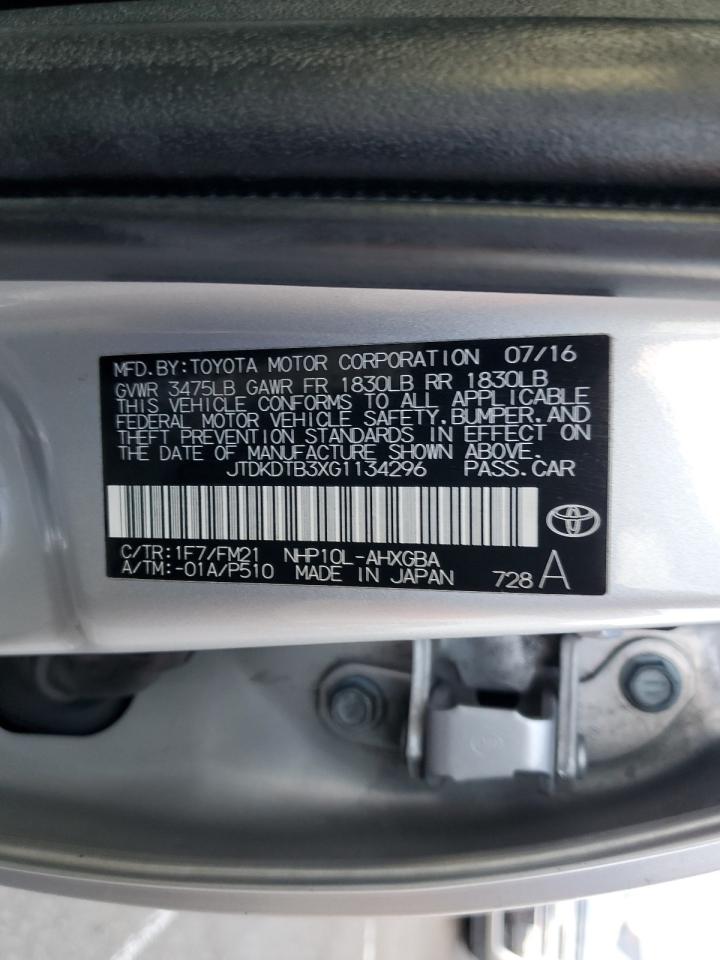 MFD.BY:TOYOTA MOTOR CORPORATION 07/16
GVWR 3475LB GAWR FR 1830LB RR 1830LB
THIS VEHICLE CONFORMS TO ALL APPLICABLE
FEDERAL MOTOR VEHICLE SAFETY,BUMPER,AND
THEFT PREVENTION STANDARDS IN EFFECT ON
THE DATE OF MANUFACTURE SHOWN ABOVE.
JTDKDTB3XG1134296 PASS.CAR
C/TR:1F7/FM21 NHP10L-AHXGBA
A/TM:-01A/P510 MADE IN JAPAN 728A